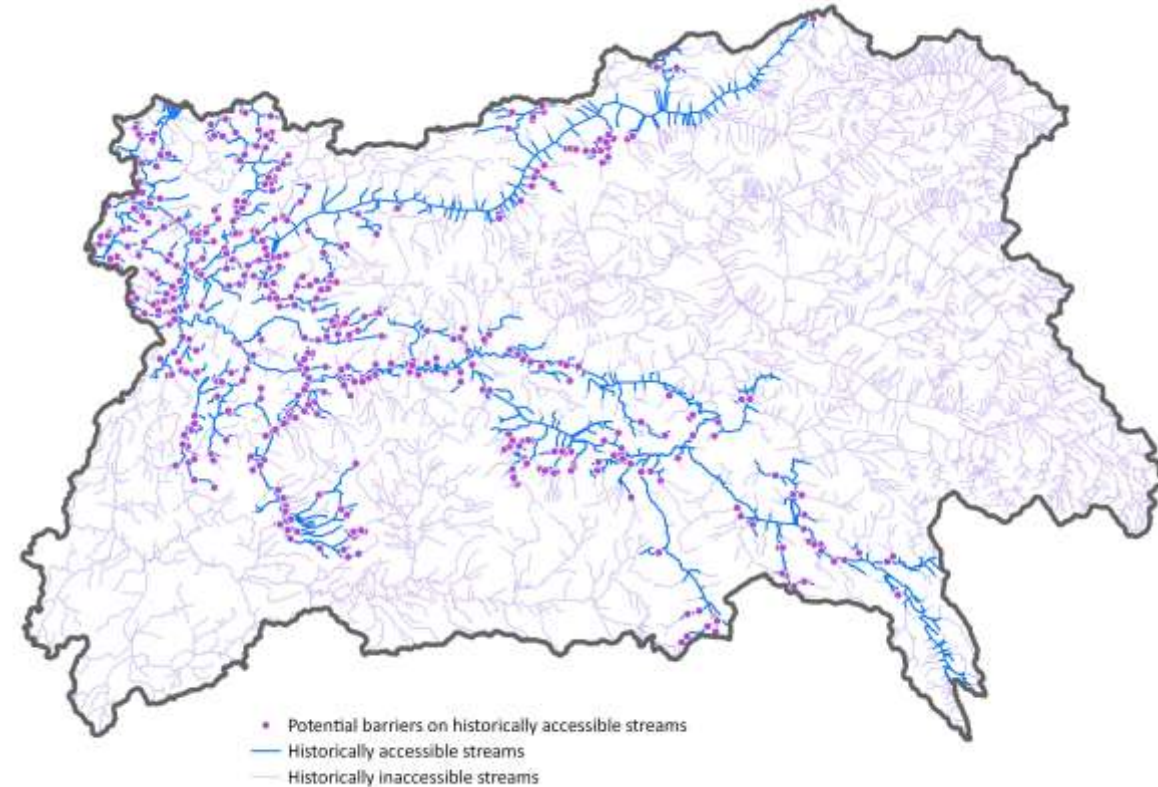 Potential barriers on historically accessible streams
Historically accessible streams
Historically inaccessible streams